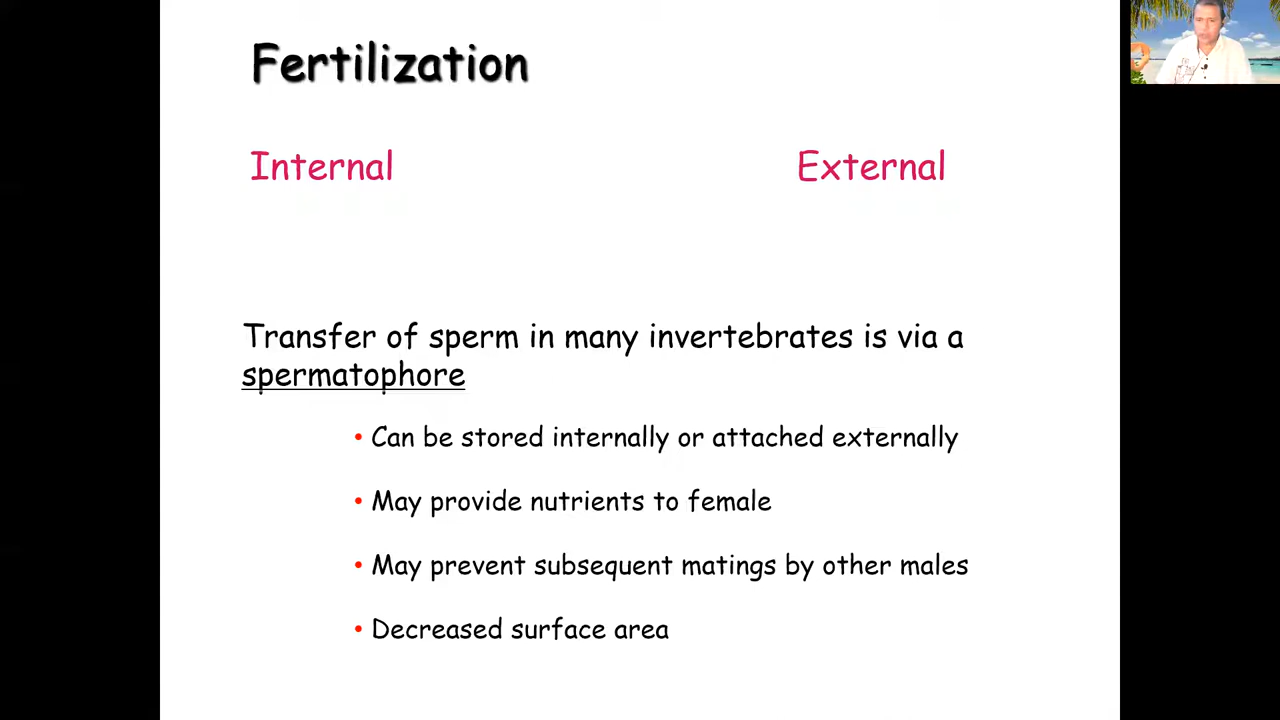 Fertilization
Internal
External
Transfer of sperm in many invertebrates is via a
spermatophore
• Can be stored internally or attached externally
• May provide nutrients to female
• May prevent subsequent matings by other males
• Decreased surface area